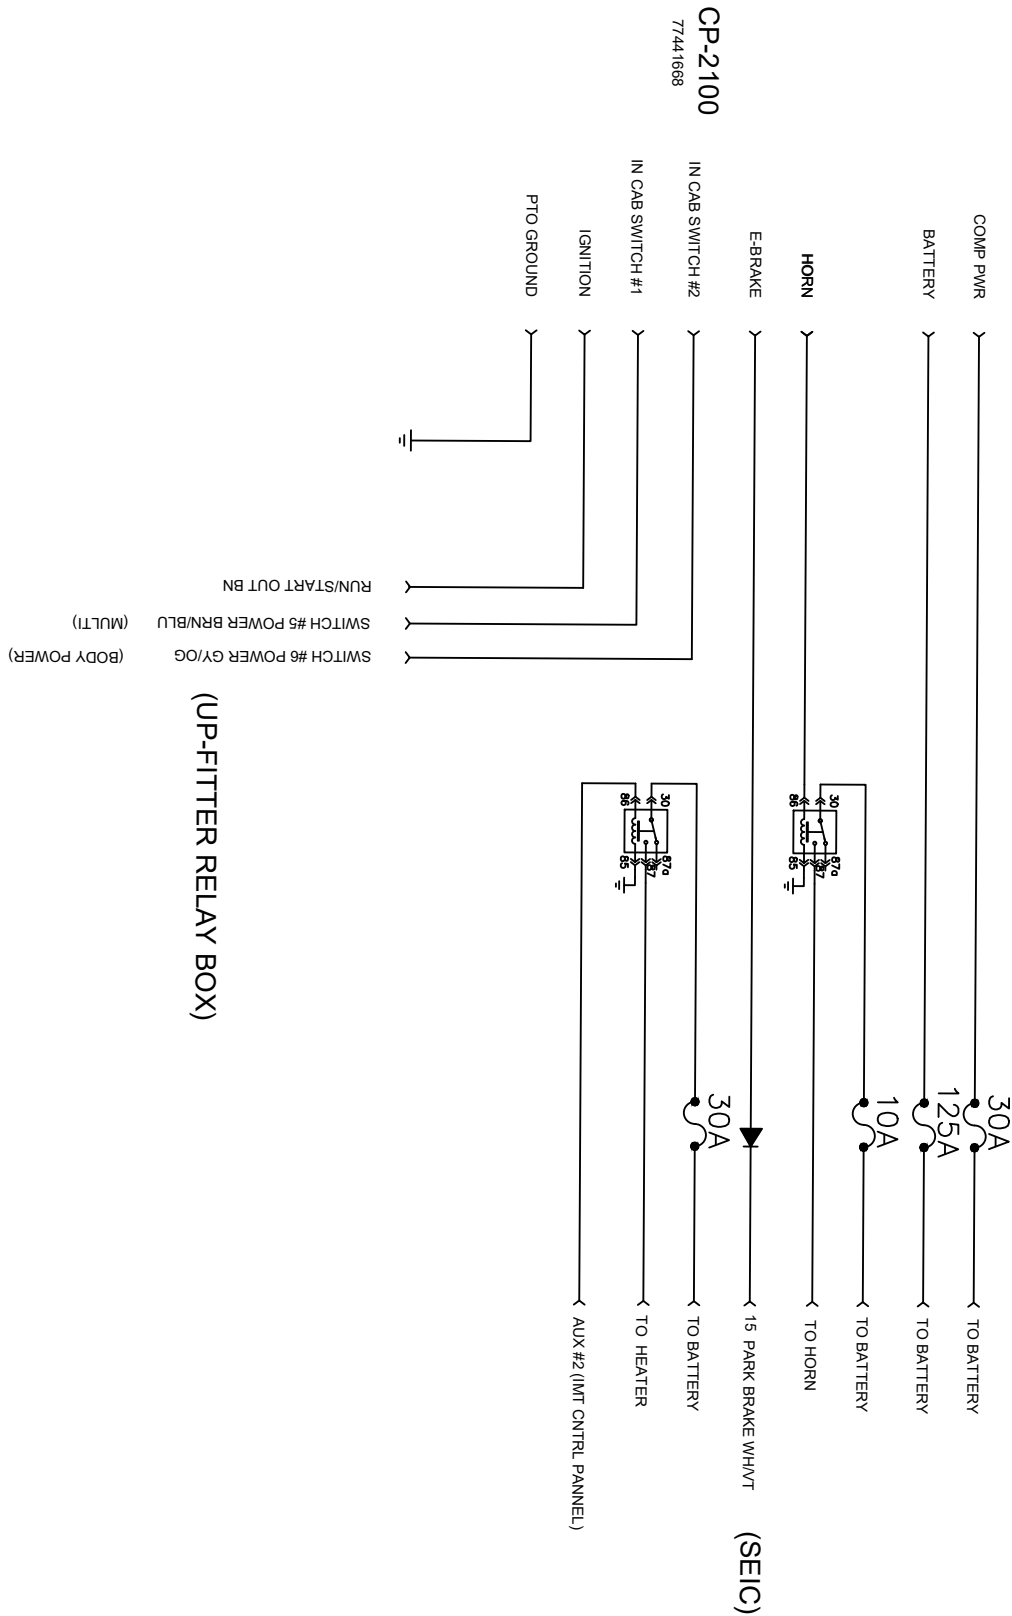 CP-2100
77441668
COMP PWR
30A
TO BATTERY
BATTERY
125A
TO BATTERY
10A
TO BATTERY
30
87a
87
86
85
HORN
TO HORN
E-BRAKE
15 PARK BRAKE WH/VT
(SEIC)
IN CAB SWITCH #2
30A
TO BATTERY
30
87a
87
86
85
IN CAB SWITCH #1
TO HEATER
IGNITION
AUX #2 (IMT CNTRL PANNEL)
PTO GROUND
RUN/START OUT BN
SWITCH #5 POWER BRN/BLU (MULTI)
SWITCH #6 POWER GY/OG (BODY POWER)
(UP-FITTER RELAY BOX)